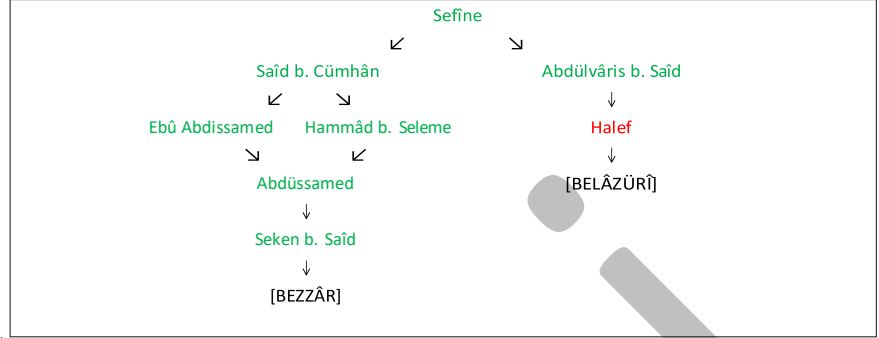 Sefîne
Saîd b. Cümhân Abdülvâris b. Saîd
Ebû Abdissamed Hammâd b. Seleme Halef
Abdüssamed [BELÂZÜRÎ]
Seken b. Saîd
[BEZZÂR]